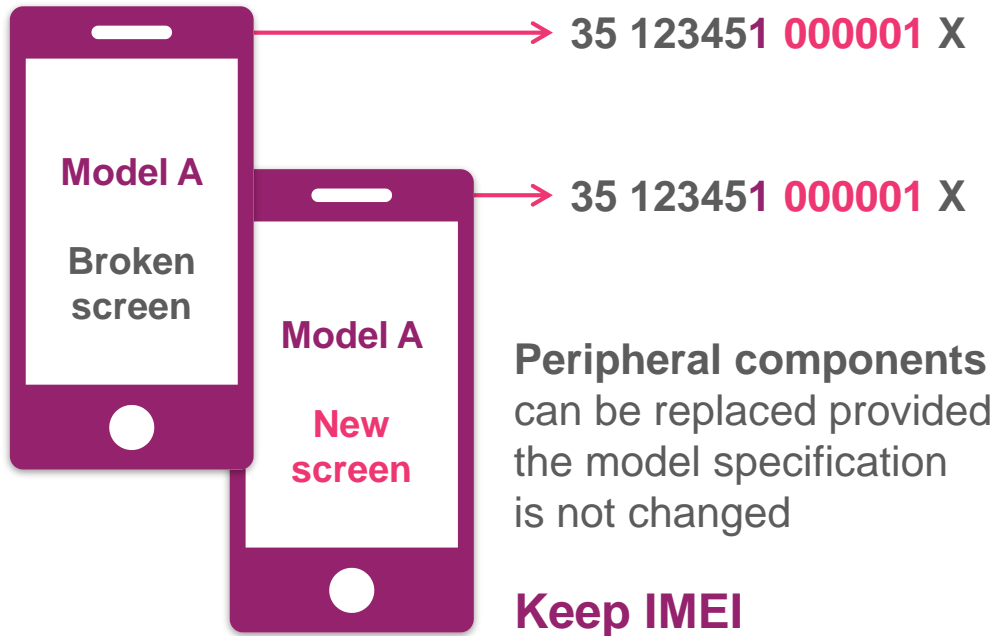 35 123451 000001 X
Model A
Broken
screen
35 123451 000001 X
Model A
New
screen
Peripheral components
can be replaced provided
the model specification
is not changed
Keep IMEI